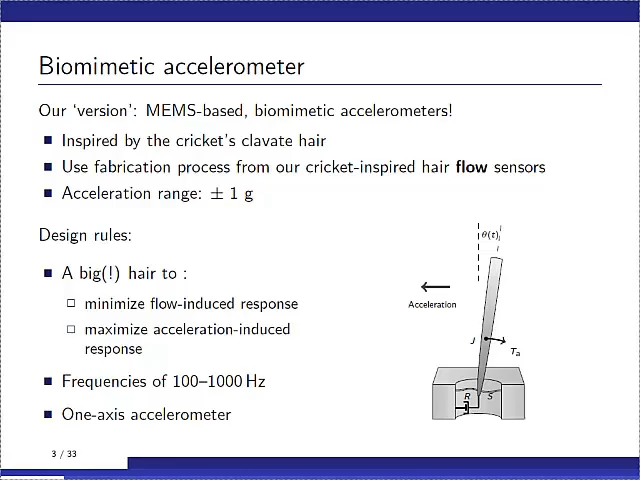 Biomimetic accelerometer
Our ‘version’: MEMS-based, biomimetic accelerometers!
Inspired by the cricket’s clavate hair
Use fabrication process from our cricket-inspired hair flow sensors
Acceleration range: ± 1 g
Design rules:
A big(!) hair to :
minimize flow-induced response
maximize acceleration-induced
response
Frequencies of 100–1000 Hz
One-axis accelerometer
θ(t)
Acceleration
J
Ta
R
S
3 / 33